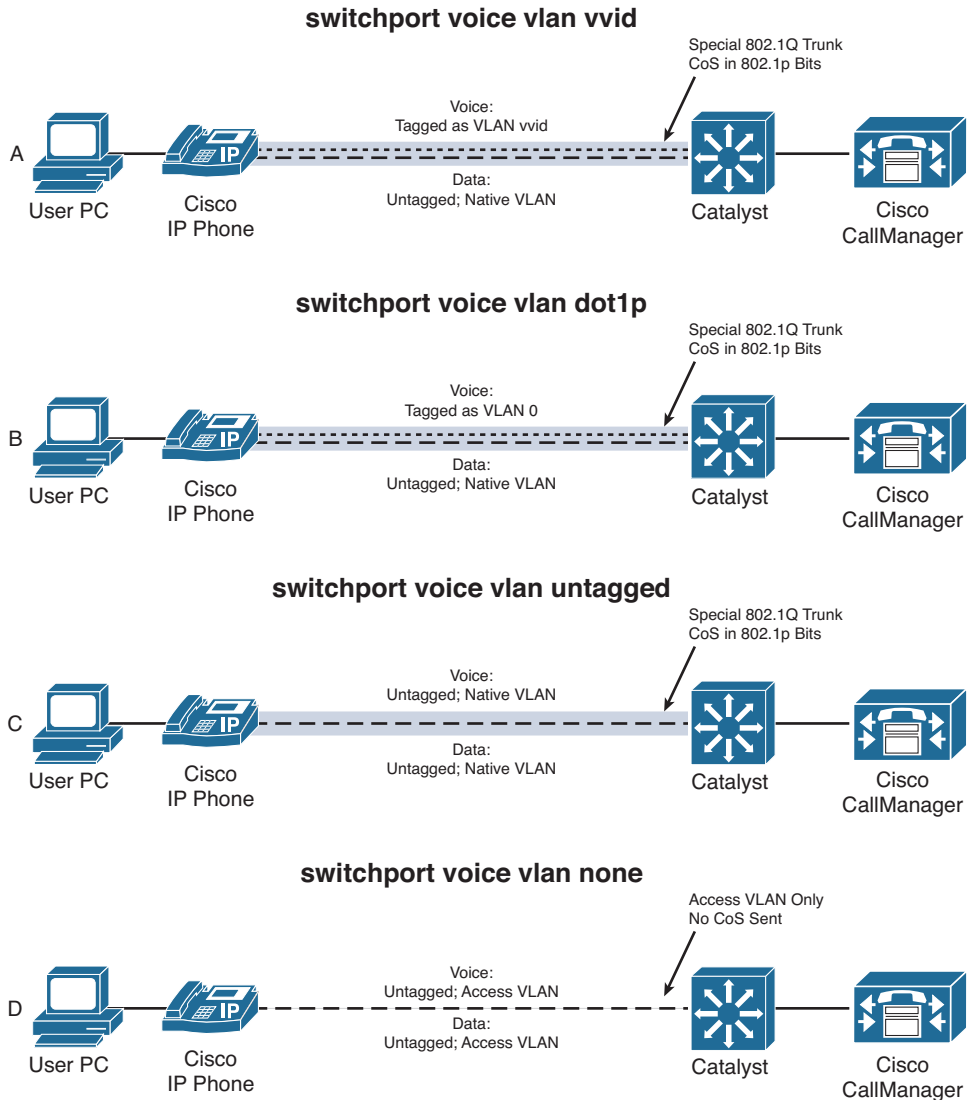 switchport voice vlan vvid
Special 802.1Q Trunk
CoS in 802.1p Bits
Voice:
Tagged as VLAN vvid
A
IP
Data:
Untagged; Native VLAN
User PC
Cisco
IP Phone
Catalyst
Cisco
CallManager
switchport voice vlan dot1p
Special 802.1Q Trunk
CoS in 802.1p Bits
Voice:
Tagged as VLAN 0
B
IP
Data:
Untagged; Native VLAN
User PC
Cisco
IP Phone
Catalyst
Cisco
CallManager
switchport voice vlan untagged
Special 802.1Q Trunk
CoS in 802.1p Bits
Voice:
Untagged; Native VLAN
C
IP
Data:
Untagged; Native VLAN
User PC
Cisco
IP Phone
Catalyst
Cisco
CallManager
switchport voice vlan none
Access VLAN Only
No CoS Sent
Voice:
Untagged; Access VLAN
D
IP
Data:
Untagged; Access VLAN
User PC
Cisco
IP Phone
Catalyst
Cisco
CallManager